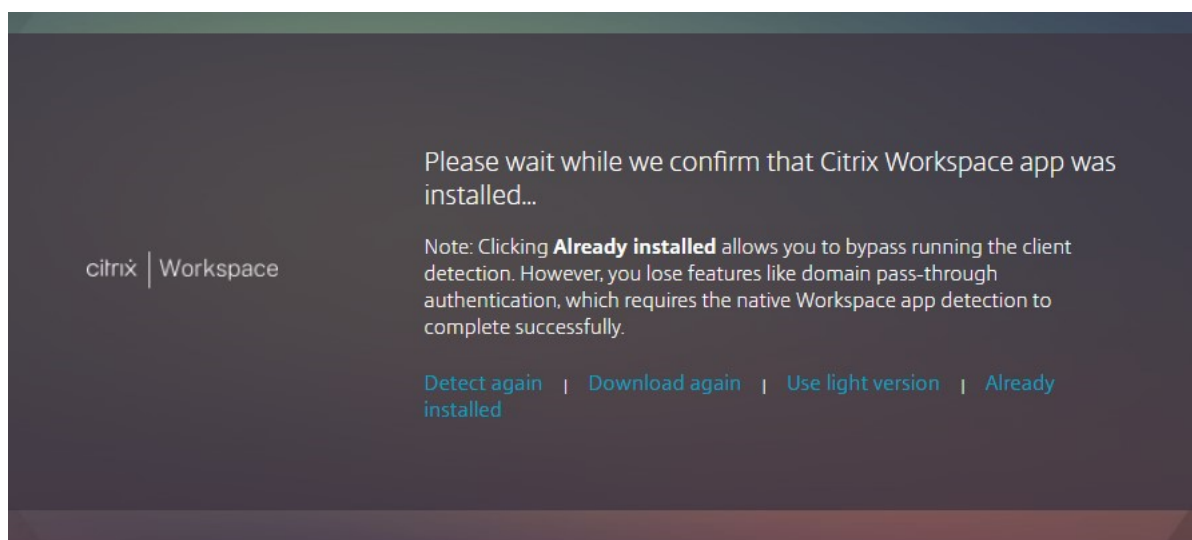 Please wait while we confirm that Citrix Workspace app was
installed...
Note: Clicking Already installed allows you to bypass running the client
detection. However, you lose features like domain pass-through
authentication, which requires the native Workspace app detection to
complete successfully.
citrix | Workspace
Detect again | Download again | Use light version | Already
installed